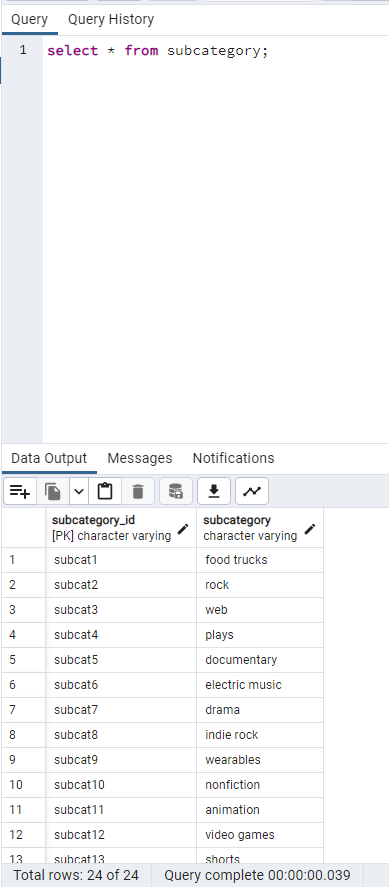 Query Query History
1 select * from subcategory;
Data Output Messages Notifications
subcategory_id subcategory
[PK] character varying character varying
1 subcat1 food trucks
2 subcat2 rock
3 subcat3 web
4 subcat4 plays
5 subcat5 documentary
6 subcat6 electric music
7 subcat7 drama
8 subcat8 indie rock
9 subcat9 wearables
10 subcat10 nonfiction
11 subcat11 animation
12 subcat12 video games
13 subcat13 shorts
Total rows: 24 of 24 Query complete 00:00:00.039